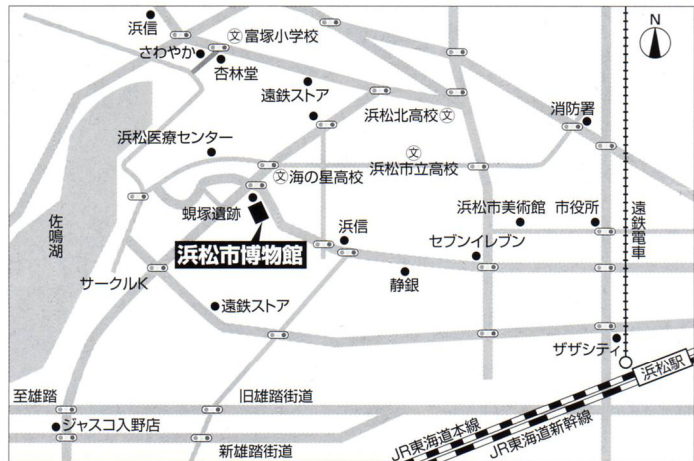 浜信
さわやか
文 富塚小学校
杏林堂
遠鉄ストア
浜松北高校 文
消防署
浜松医療センター
文
浜松市立高校
文 海の星高校
蜆塚遺跡
浜松市博物館
浜信
浜松市美術館
市役所
遠鉄電車
佐鳴湖
セブンイレブン
サークルK
静銀
遠鉄ストア
ザザシティ
浜松駅
至雄踏
旧雄踏街道
ジャスコ入野店
新雄踏街道
JR東海道本線
JR東海道新幹線
N